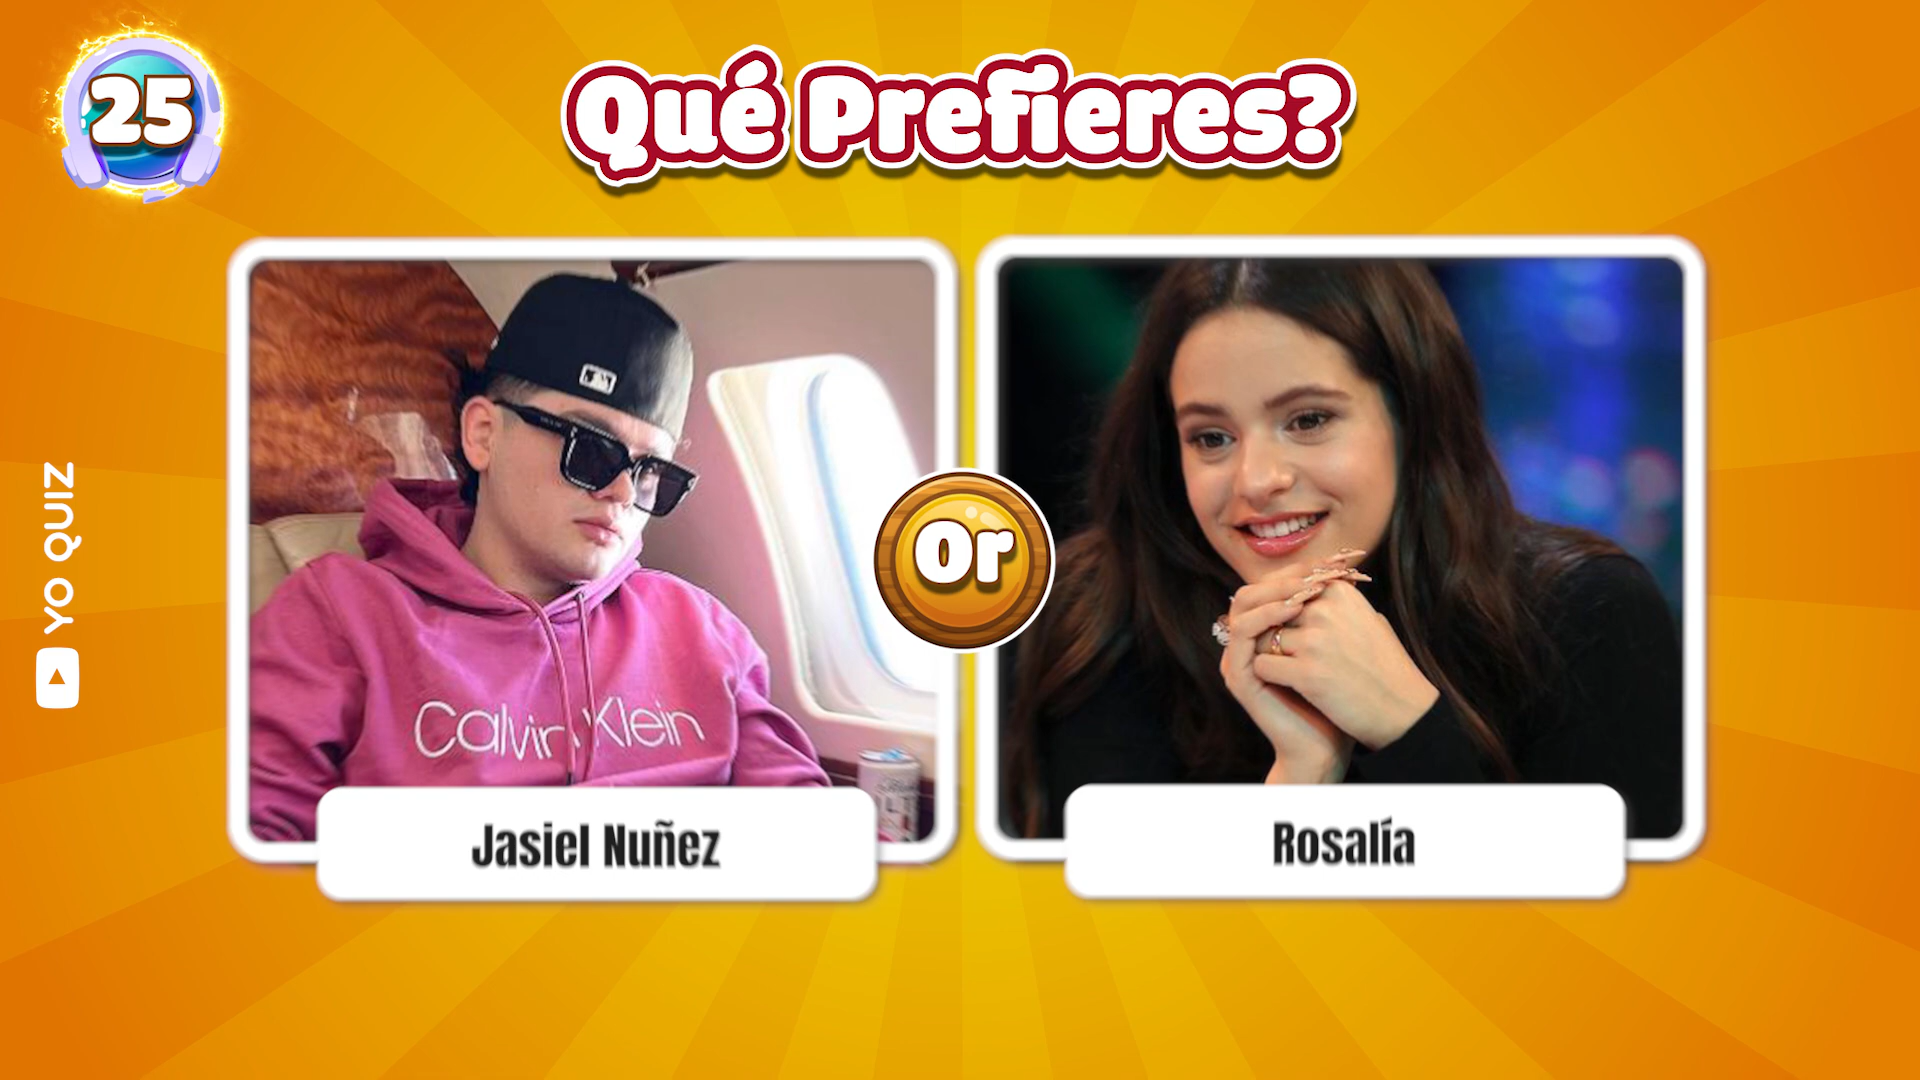 25
Qué Prefieres?
Calvin Klein
Or
Jasiel Nuñez
Rosalía
YO QUIZ